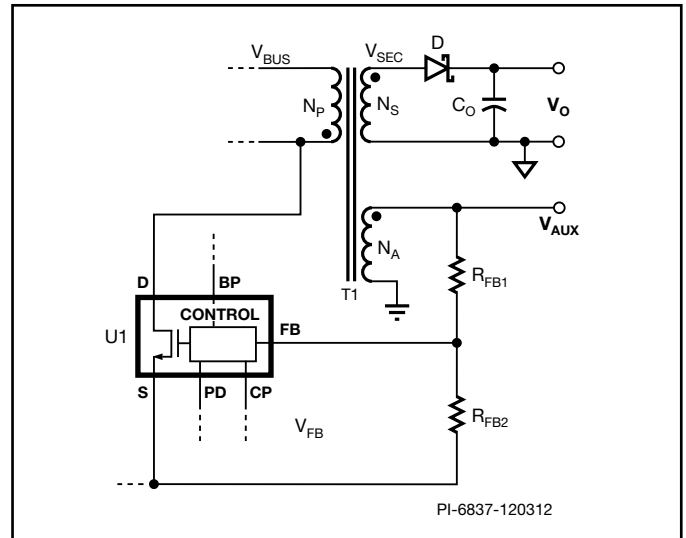 V_BUS
V_SEC
D
N_P
N_S
C_O
V_O
V_AUX
N_A
T1
R_FB1
D
BP
CONTROL
FB
U1
S
PD
CP
V_FB
R_FB2
PI-6837-120312